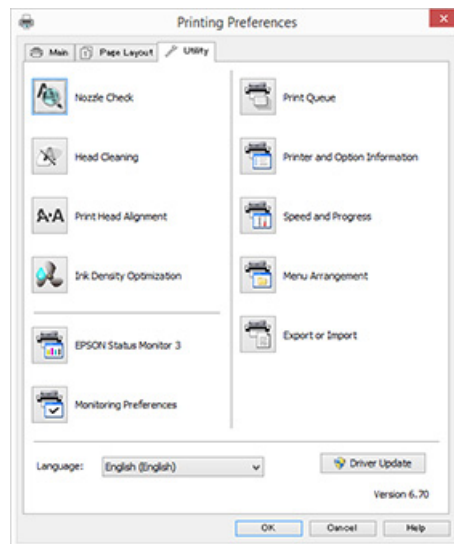 Printing Preferences
Main
Page Layout
Utility
Nozzle Check
Print Queue
Head Cleaning
Printer and Option Information
A·A
Print Head Alignment
Speed and Progress
Ink Density Optimization
Menu Arrangement
EPSON Status Monitor 3
Export or Import
Monitoring Preferences
Language:
English (English)
Driver Update
Version 6.70
OK
Cancel
Help